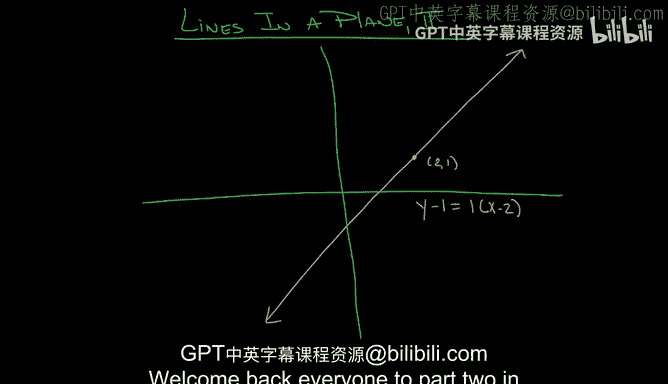 GPT中英字幕课程资源@bilibili.com
LINES IN A PLANE, II
GPT中英字幕课程资源 bilibili
(2,1)
y-1=1(x-2)
GPT中英字幕课程资源@bilibili.com
Welcome back everyone to part two in